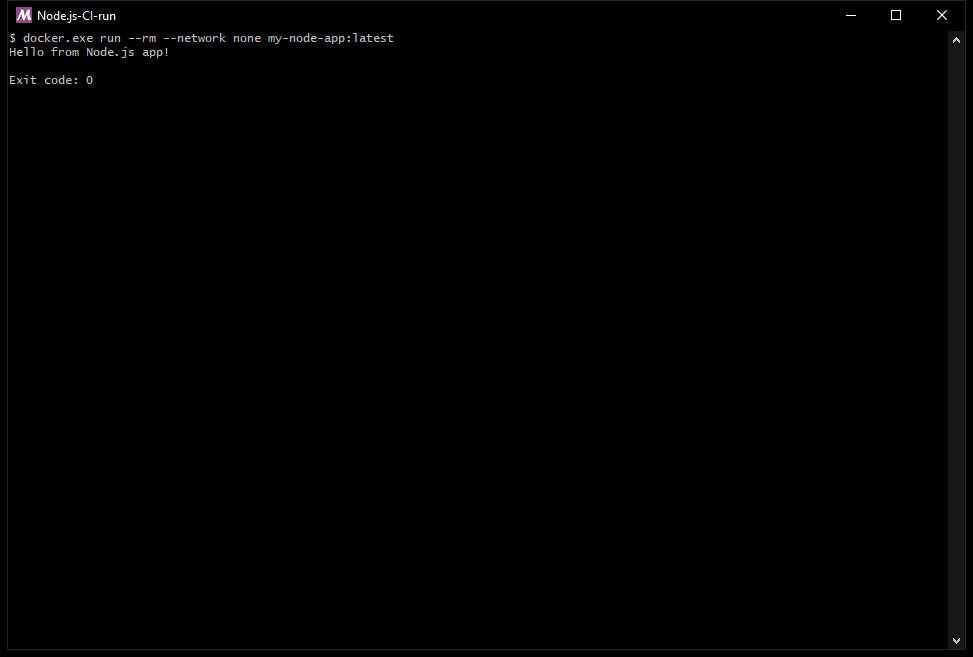 Node.js-CI-run
$ docker.exe run --rm --network none my-node-app:latest
Hello from Node.js app!
Exit code: 0